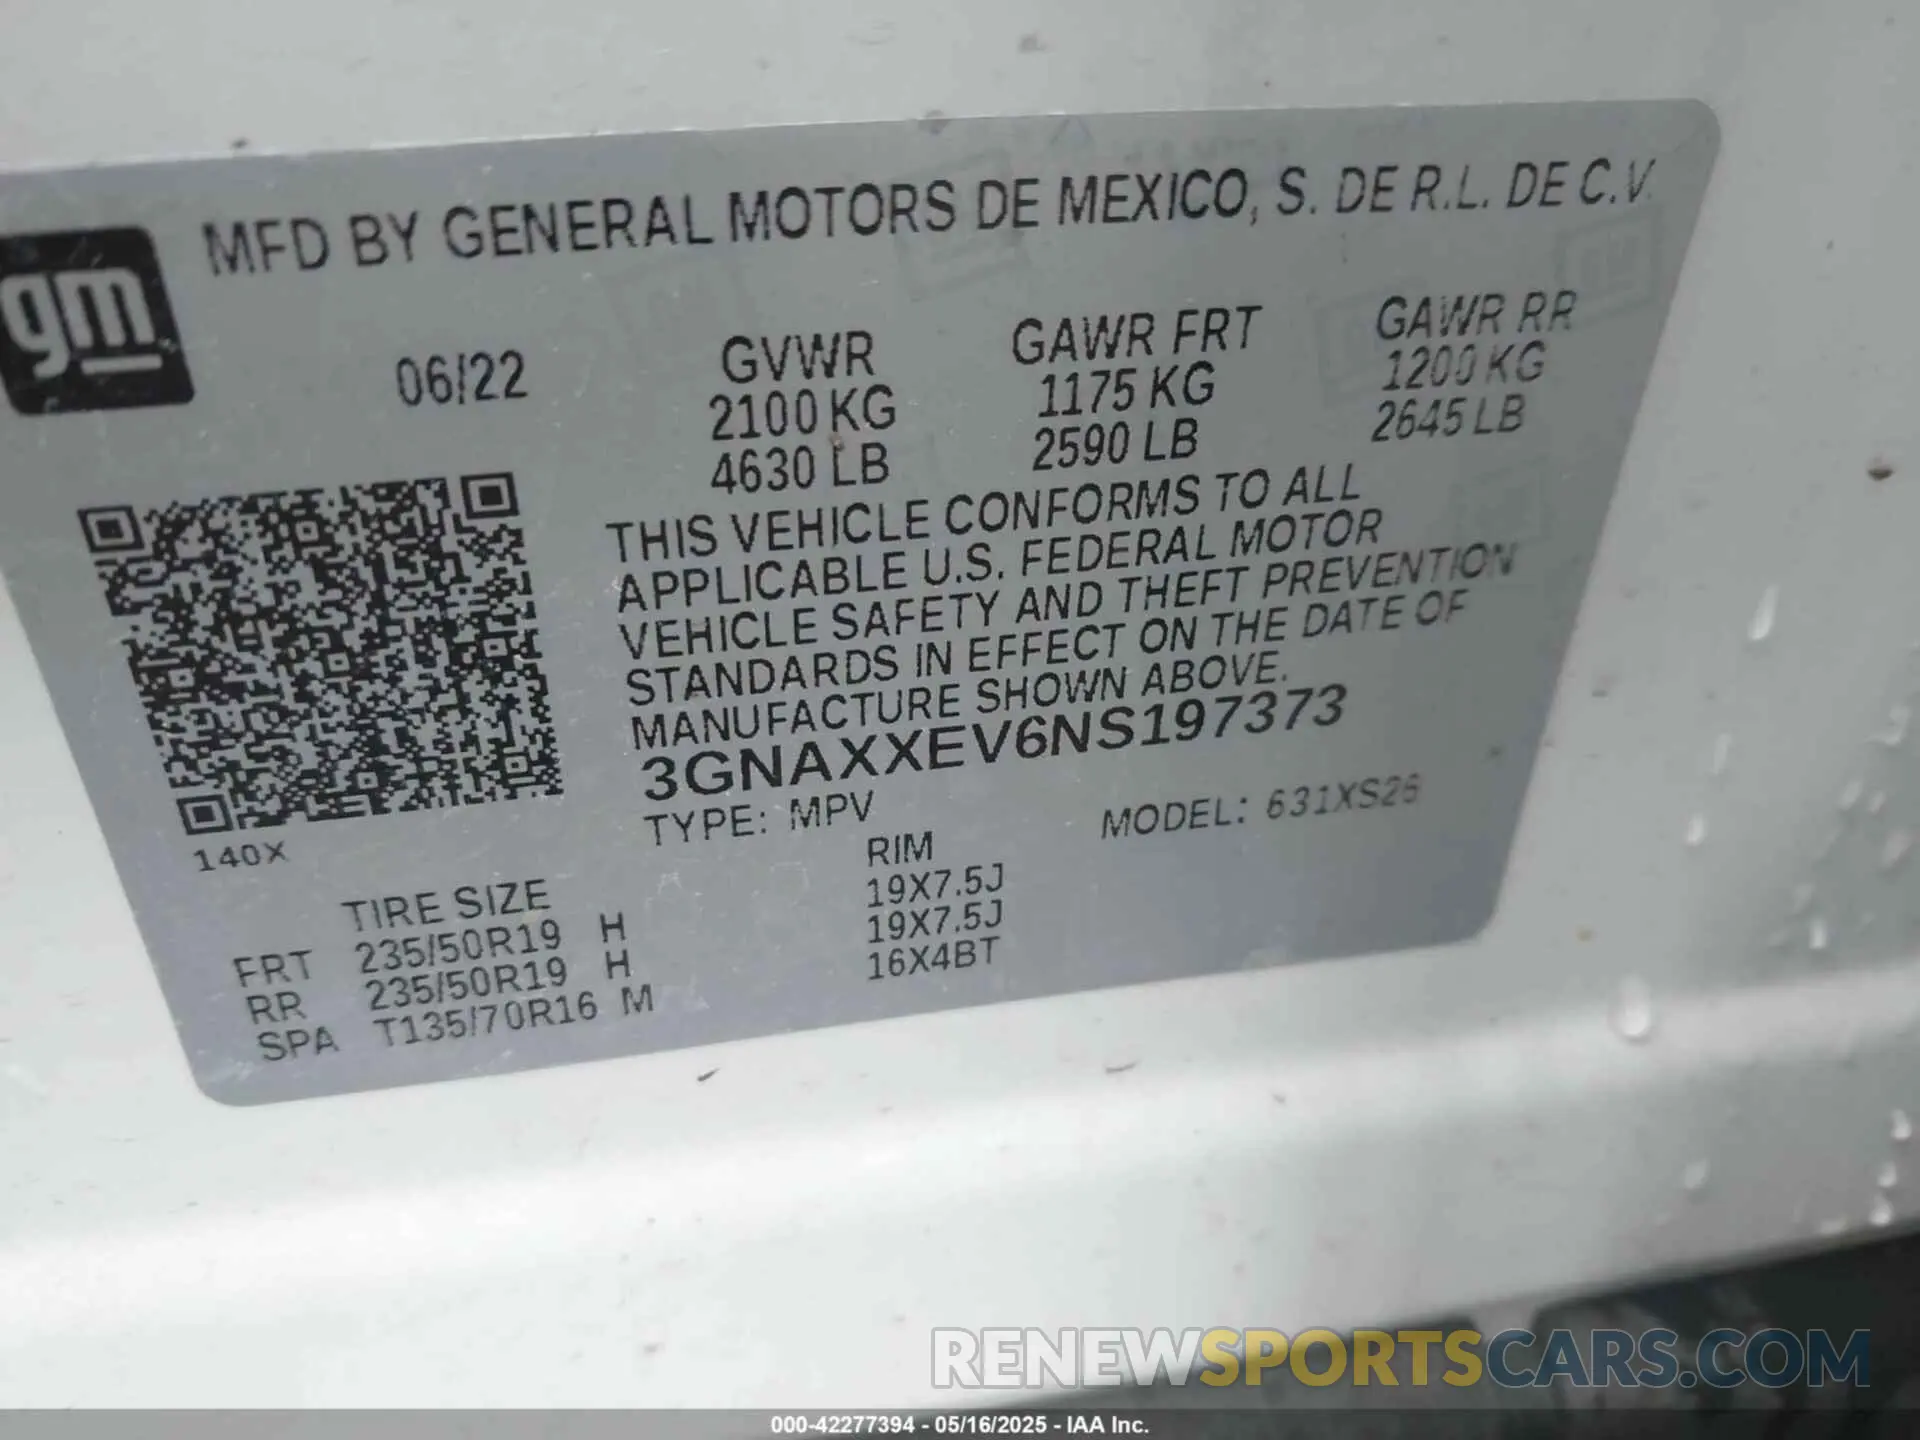 MFD BY GENERAL MOTORS DE MEXICO, S. DE R.L. DE C.V.
gm
06/22 GVWR GAWR FRT GAWR RR
2100 KG 1175 KG 1200 KG
4630 LB 2590 LB 2645 LB
THIS VEHICLE CONFORMS TO ALL
APPLICABLE U.S. FEDERAL MOTOR
VEHICLE SAFETY AND THEFT PREVENTION
STANDARDS IN EFFECT ON THE DATE OF
MANUFACTURE SHOWN ABOVE.
3GNAXXEV6NS197373
TYPE: MPV MODEL: 631XS26
140X
TIRE SIZE RIM
FRT 235/50R19 H 19X7.5J
RR 235/50R19 H 19X7.5J
SPA T135/70R16 M 16X4BT
RENEWSPORTSCARS.COM
000-42277394 - 05/16/2025 - IAA Inc.